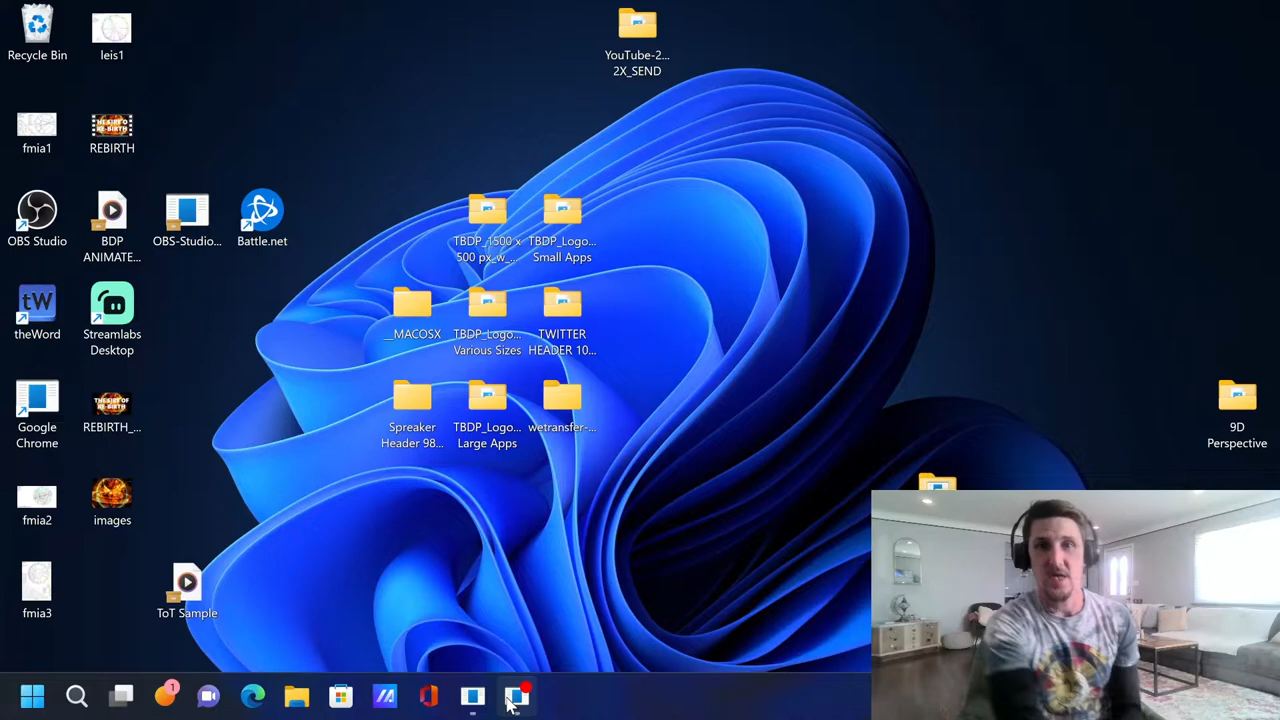 Recycle Bin
leis1
YouTube-2...
2X_SEND
fmia1
REBIRTH
OBS Studio
BDP
ANIMATE...
OBS-Studio...
Battle.net
TBDP_1500 x
500 px_w_...
TBDP_Logo...
Small Apps
tW
theWord
Streamlabs
Desktop
__MACOSX
TBDP_Logo...
Various Sizes
TWITTER
HEADER 10...
Google
Chrome
REBIRTH_...
Spreaker
Header 98...
TBDP_Logo...
Large Apps
wetransfer-...
9D
Perspective
fmia2
images
fmia3
ToT Sample
1